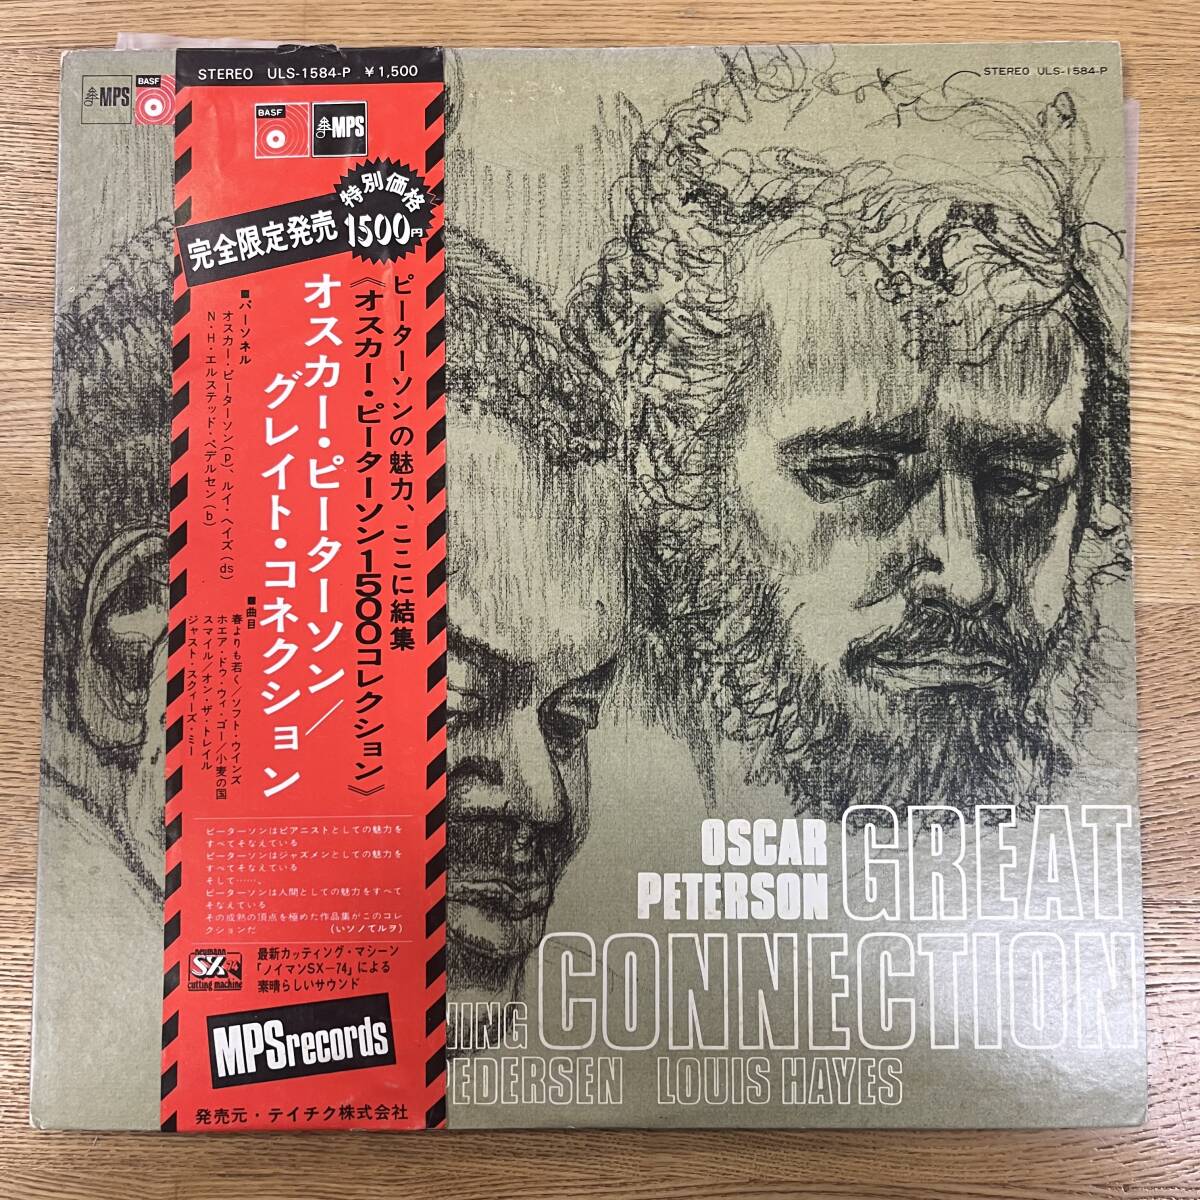 MPS
BASF
STEREO ULS-1584-P ¥1,500
BASF
MPS
特別価格
1500円
完全限定発売
ピーターソンの魅力、ここに結集
《オスカー・ピーターソン1500コレクション》
オスカー・ピーターソン/
グレイト・コネクション
■パーソネル
オスカー・ピーターソン(p)、ルイ・ヘイズ(ds)
N・H・エルステッド・ペデルセン(b)
■曲目
春よりも若く/ソフト・ウインズ
ホエア・ドゥ・ウィ・ゴー/小麦の国
スマイル/オン・ザ・トレイル
ジャスト・スクィーズ・ミー
ピーターソンはピアニストとしての魅力を
すべてそなえている
ピーターソンはジャズメンとしての魅力を
すべてそなえている
そして……、
ピーターソンは人間としての魅力をすべて
そなえている
その成熟の頂点を極めた作品集がこのコレ
クションだ (いソノてルヲ)
neumann
SX-74
cutting machine
最新カッティング・マシーン
「ノイマンSX-74」による
素晴らしいサウンド
MPSrecords
発売元・テイチク株式会社
STEREO ULS-1584-P
OSCAR
PETERSON
GREAT
CONNECTION
NING
PEDERSEN LOUIS HAYES